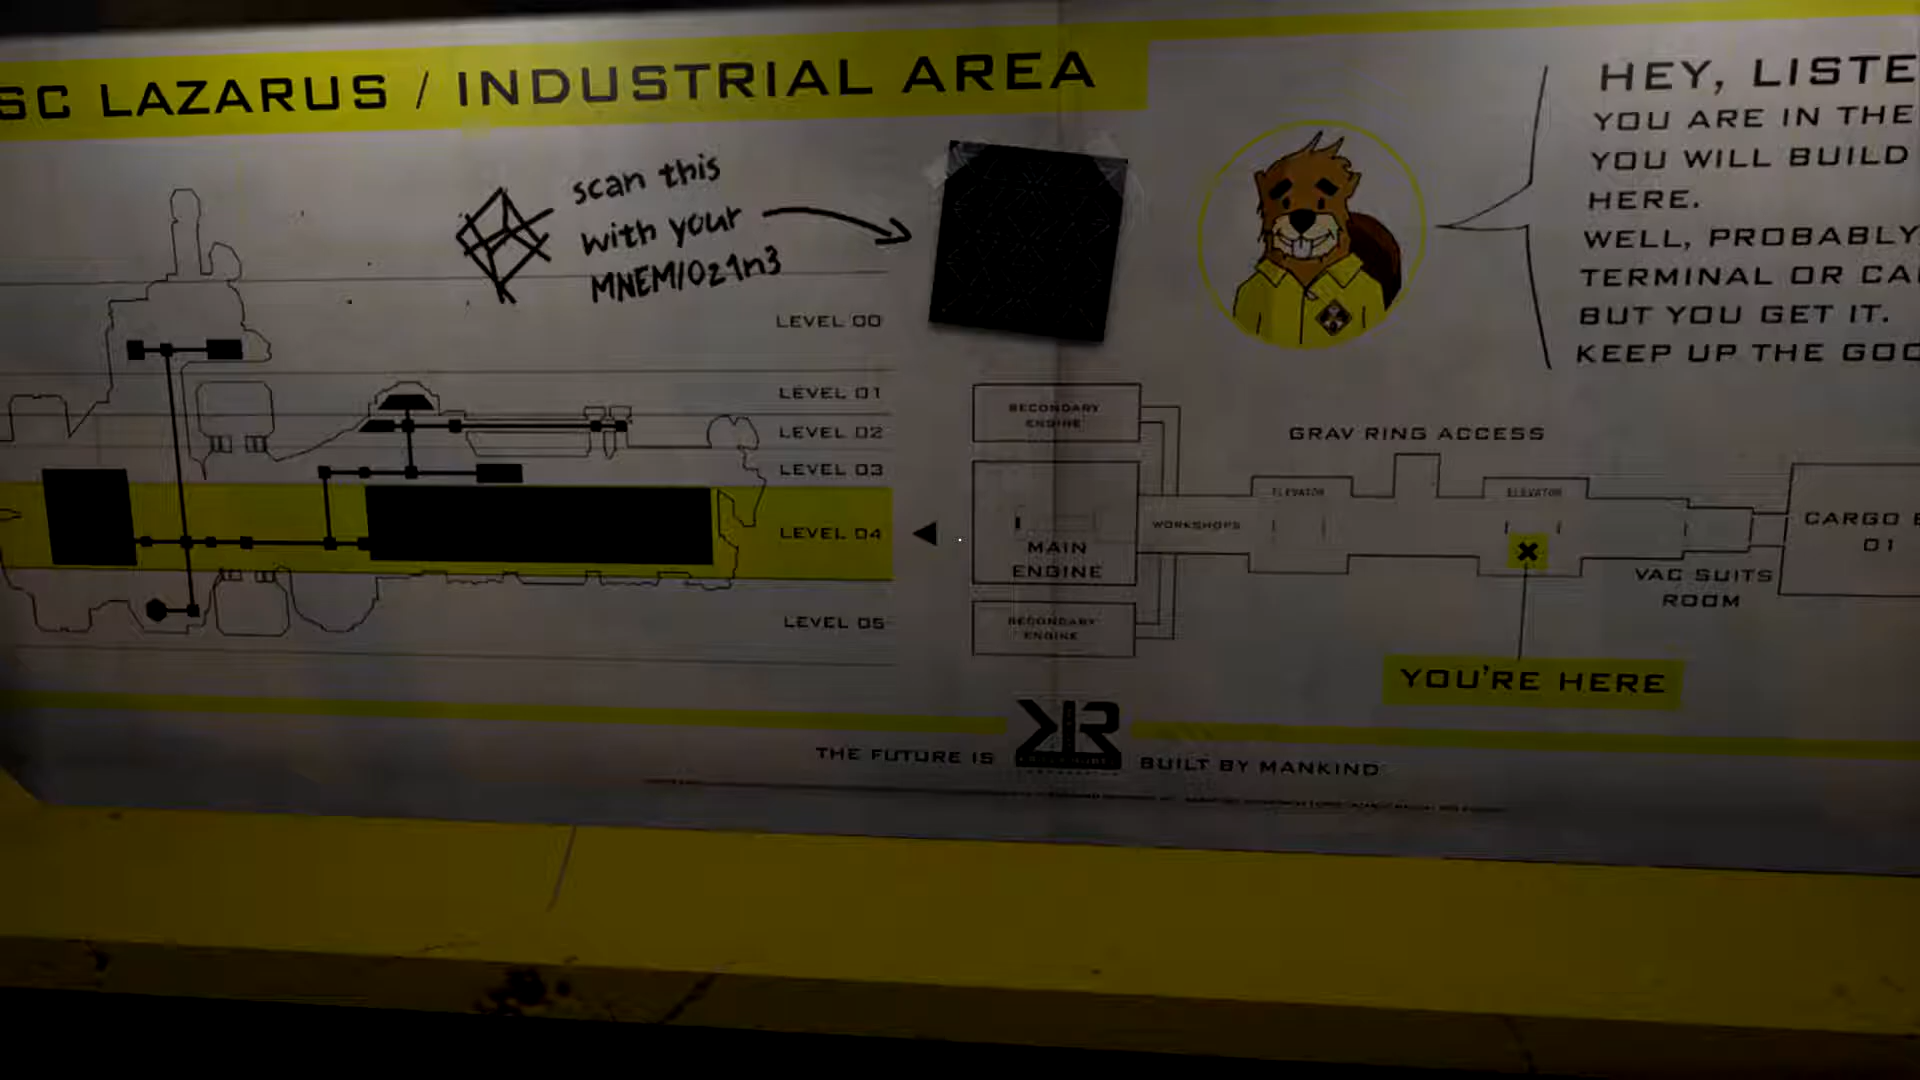 SC LAZARUS / INDUSTRIAL AREA
scan this
with your
MNEM/Oz1n3
HEY, LISTE
YOU ARE IN THE
YOU WILL BUILD
HERE.
WELL, PROBABLY
TERMINAL OR CA
BUT YOU GET IT.
KEEP UP THE GOO
LEVEL 00
LEVEL 01
LEVEL 02
LEVEL 03
LEVEL 04
LEVEL 05
SECONDARY
ENGINE
MAIN
ENGINE
SECONDARY
ENGINE
WORKSHOPS
ELEVATOR
GRAV RING ACCESS
ELEVATOR
VAC SUITS
ROOM
CARGO
01
YOU'RE HERE
THE FUTURE IS
KR
BUILT BY MANKIND